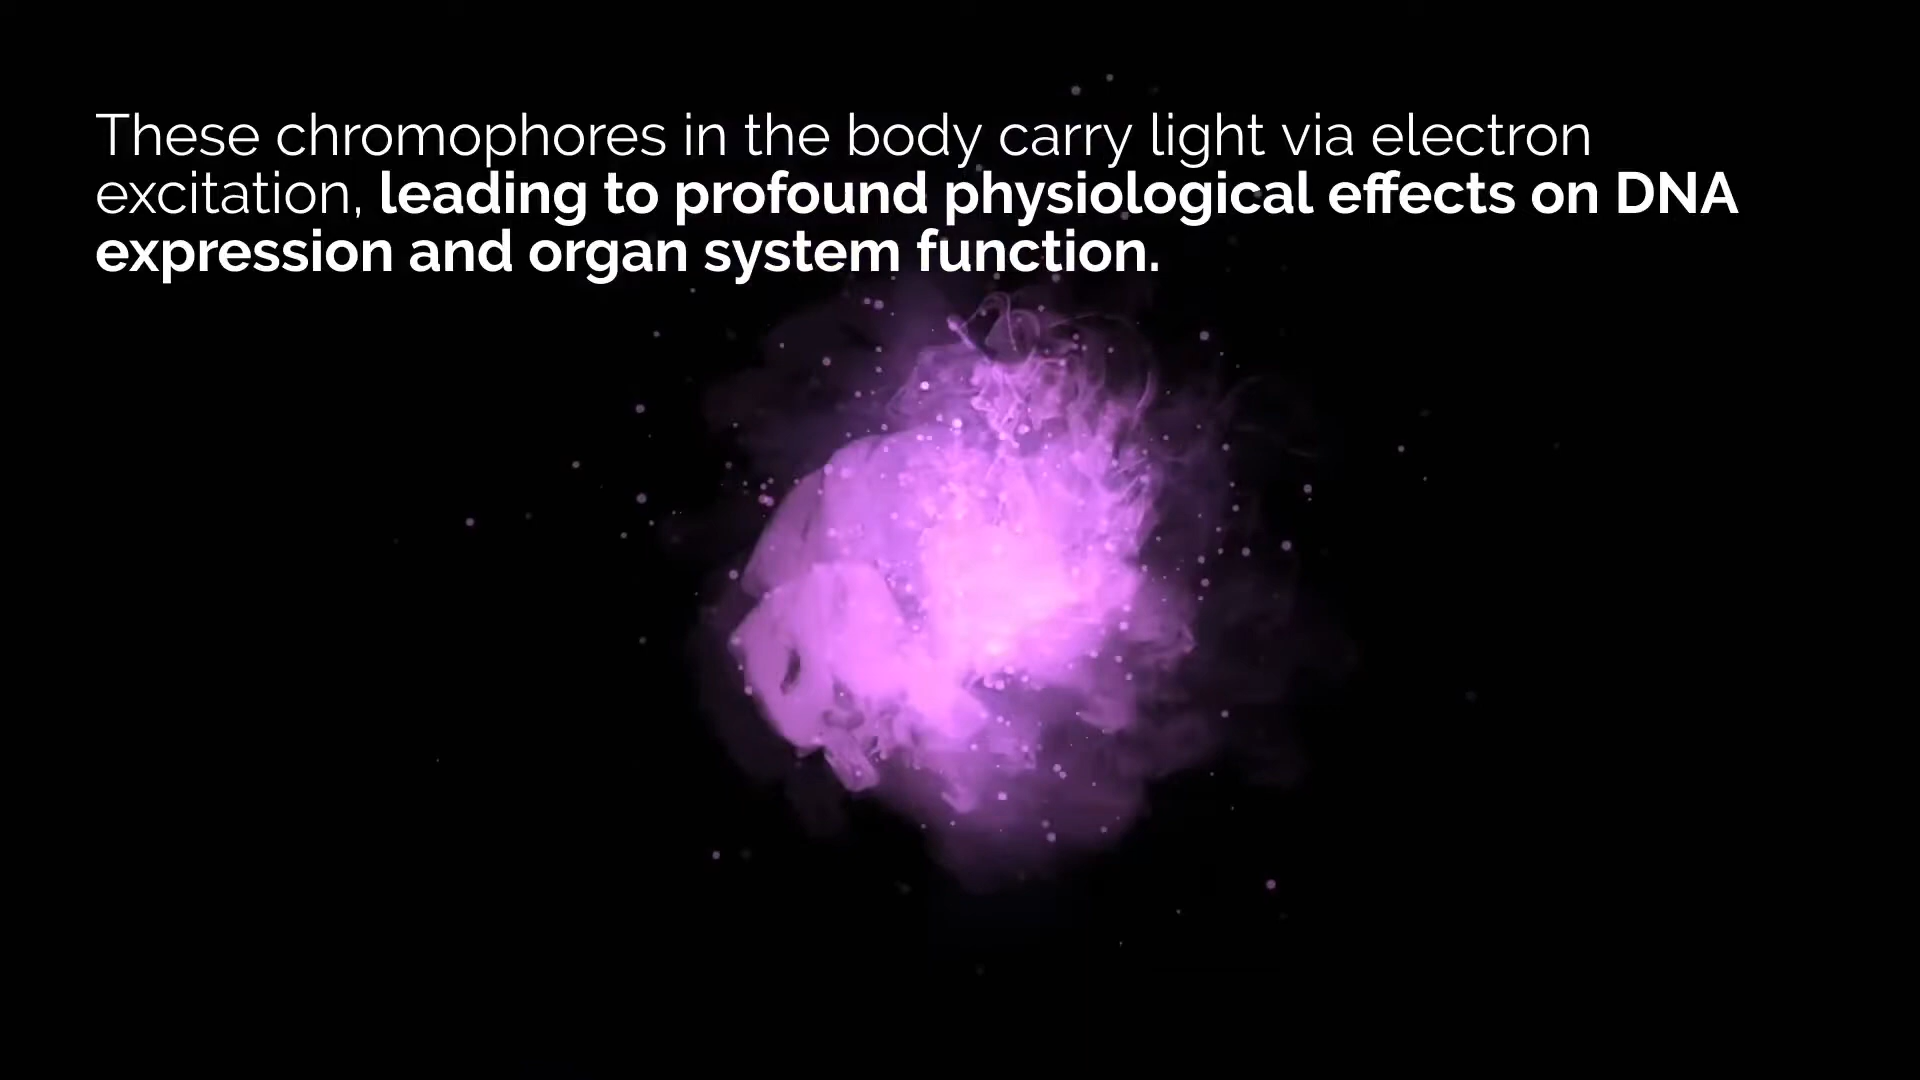 These chromophores in the body carry light via electron
excitation, leading to profound physiological effects on DNA
expression and organ system function.